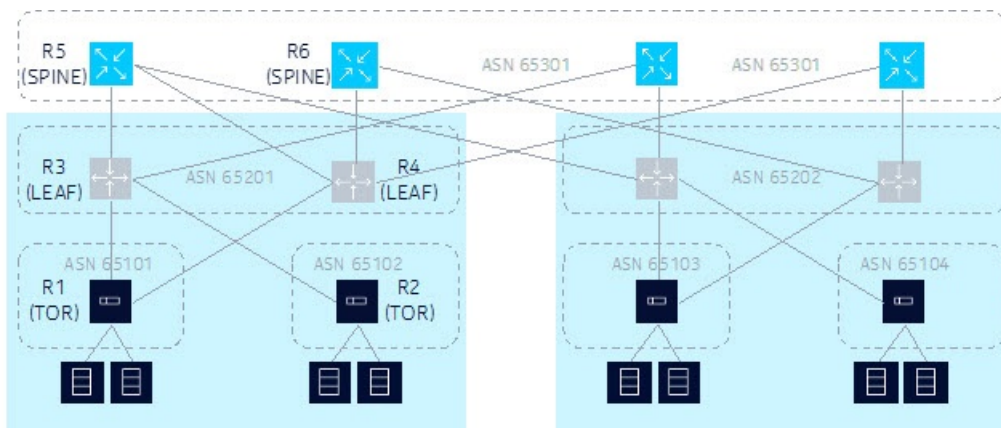 R5
(SPINE)
R6
(SPINE)
ASN 65301
ASN 65301
R3
(LEAF)
ASN 65201
R4
(LEAF)
ASN 65202
ASN 65101
ASN 65102
ASN 65103
ASN 65104
R1
(TOR)
R2
(TOR)